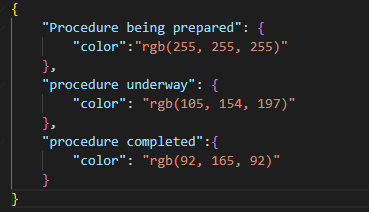 {
    "Procedure being prepared": {
        "color":"rgb(255, 255, 255)"
    },
    "procedure underway": {
        "color": "rgb(105, 154, 197)"
    },
    "procedure completed":{
        "color": "rgb(92, 165, 92)"
    }
}